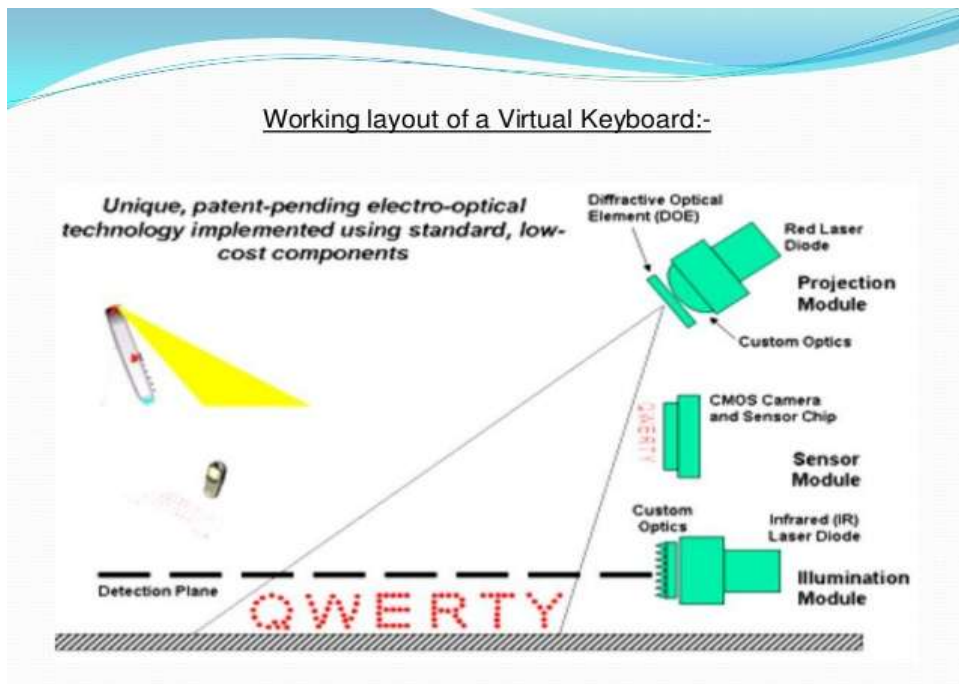 Working layout of a Virtual Keyboard:-
Unique, patent-pending electro-optical
technology implemented using standard, low-
cost components
Diffractive Optical
Element (DOE)
Red Laser
Diode
Projection
Module
Custom Optics
CMOS Camera
and Sensor Chip
QWERTY
Sensor
Module
Custom
Optics
Infrared (IR)
Laser Diode
Illumination
Module
Detection Plane
QWERTY